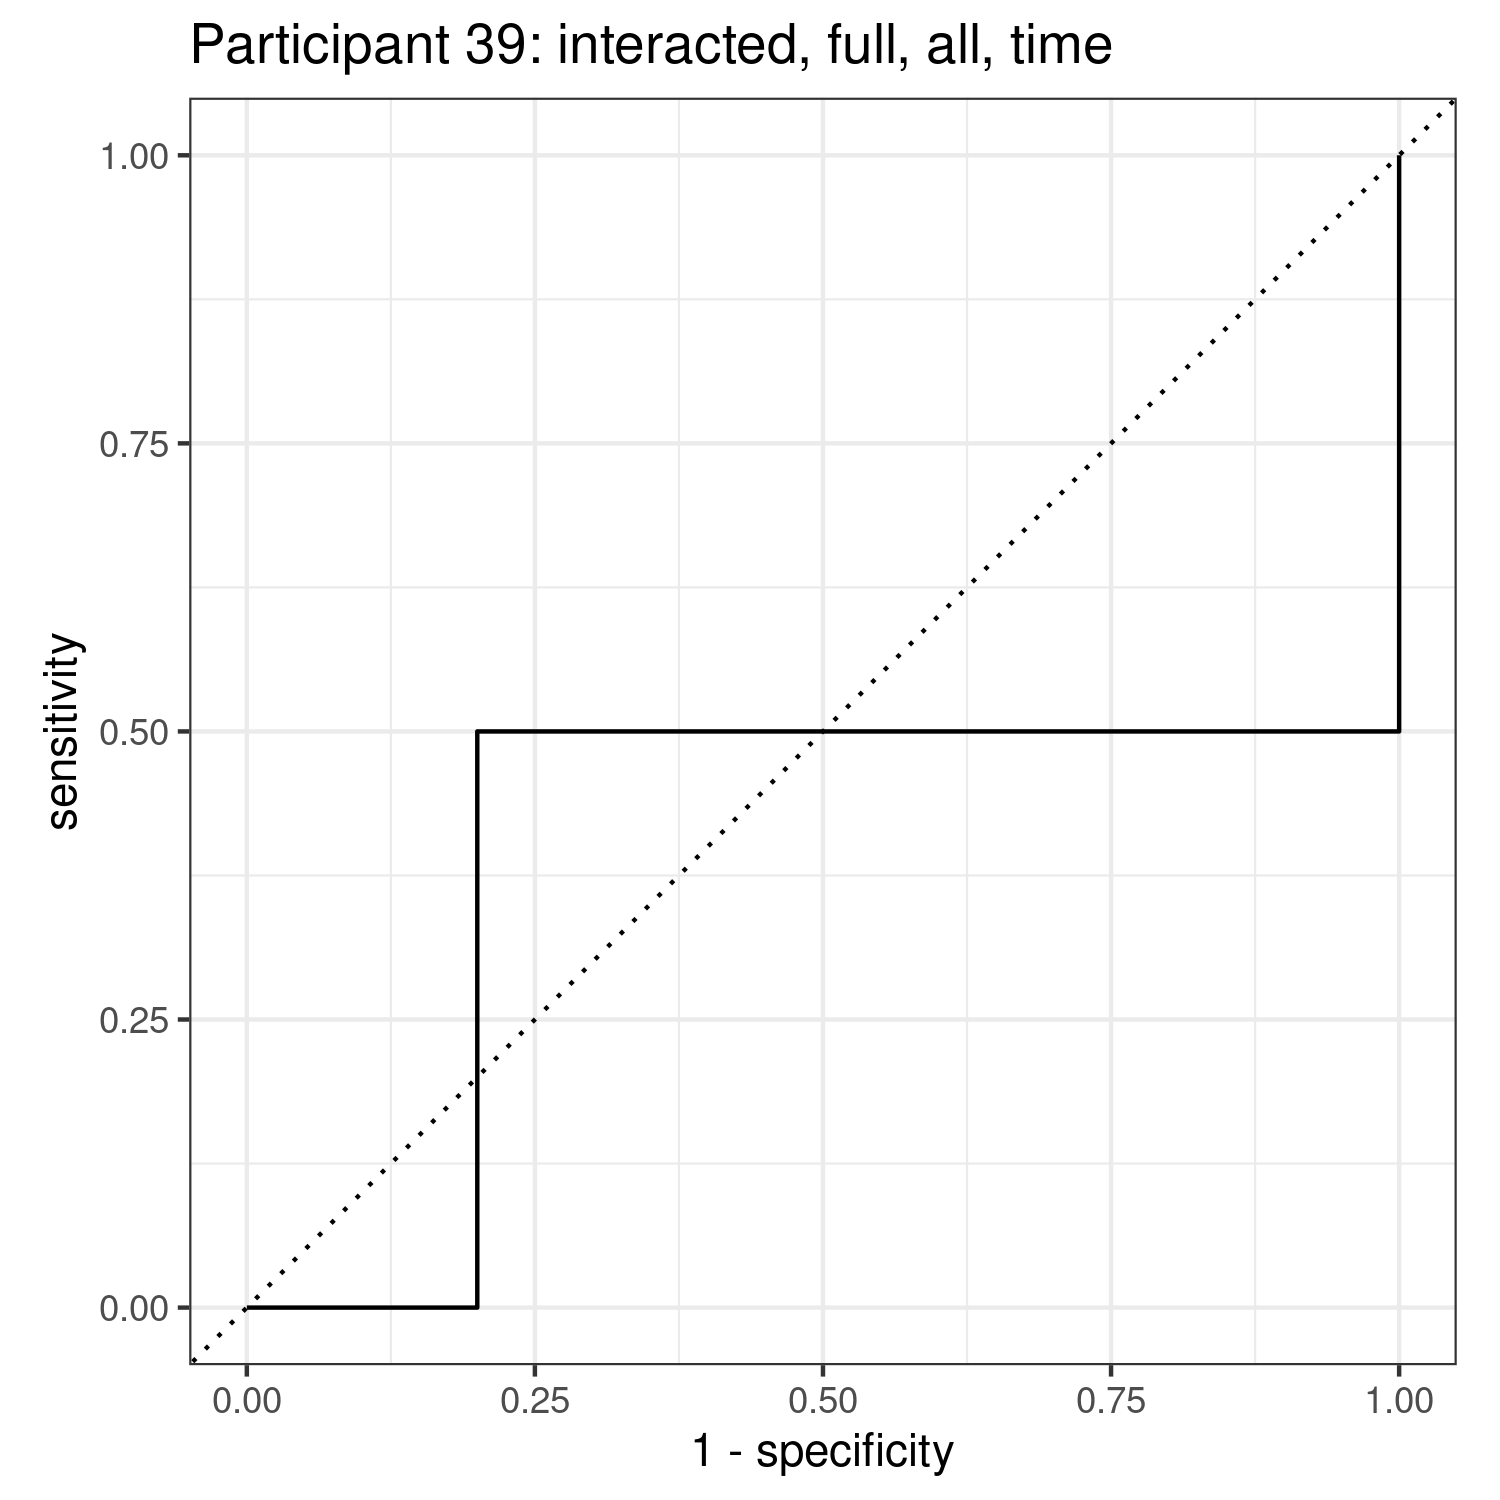 Participant 39: interacted, full, all, time
1.00
0.75
0.50
0.25
0.00
sensitivity
0.00 0.25 0.50 0.75 1.00
1 - specificity